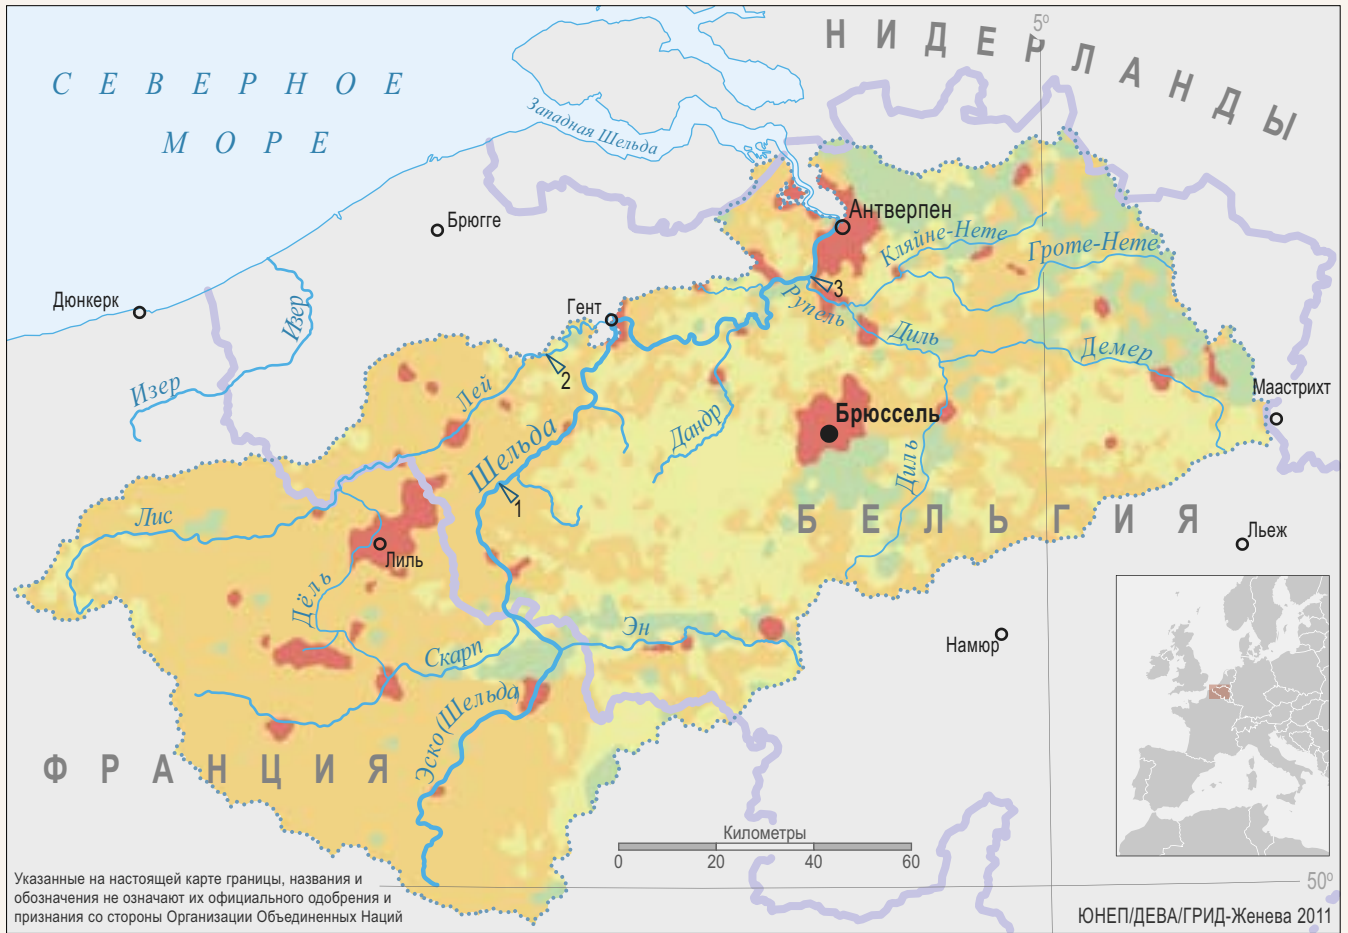 НИДЕРЛАНДЫ
5º
СЕВЕРНОЕ
МОРЕ
Западная Шельда
Брюгге
Антверпен
Кляйне-Нете
Гроте-Нете
Дюнкерк
Изер
Гент
3
Рупель
Диль
Демер
Изер
Лей
2
Маастрихт
Дандр
Брюссель
Шельда
Диль
1
БЕЛЬГИЯ
Лис
Лиль
Льеж
Дёль
Эн
Скарп
Намюр
Эско (Шельда)
ФРАНЦИЯ
Километры
0 20 40 60
50º
Указанные на настоящей карте границы, названия и
обозначения не означают их официального одобрения и
признания со стороны Организации Объединенных Наций
ЮНЕП/ДЕВА/ГРИД-Женева 2011